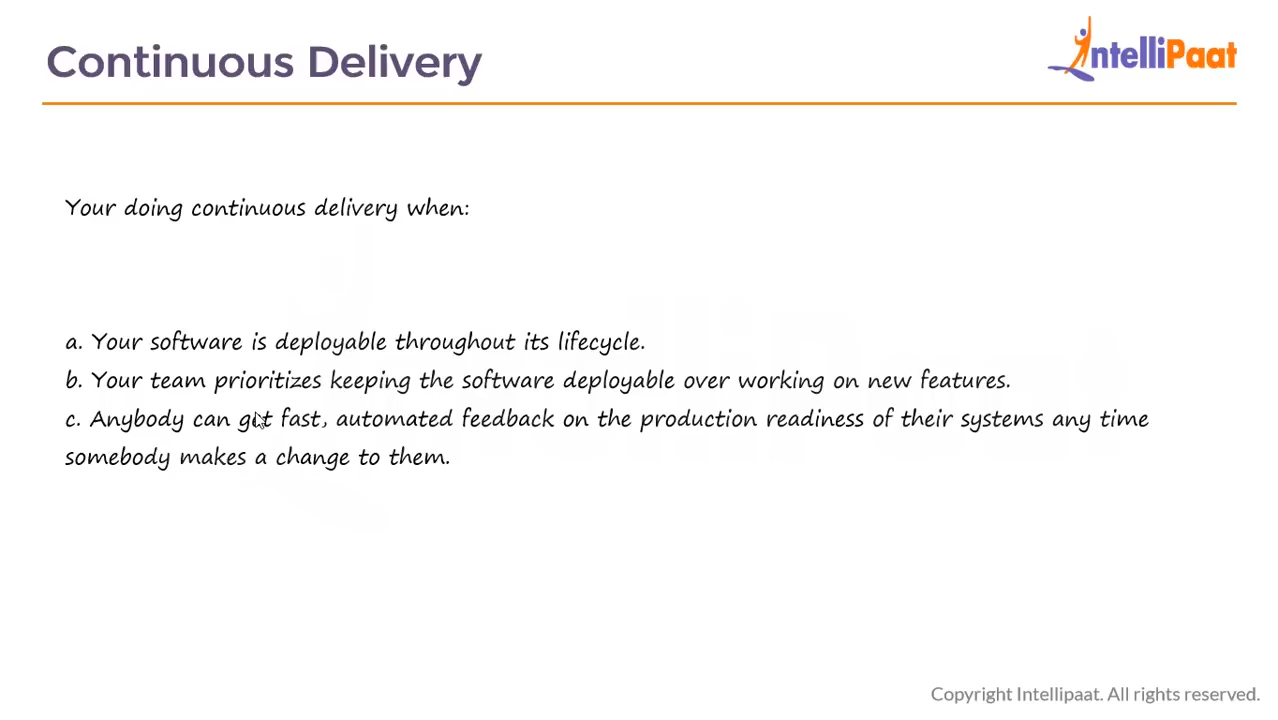 Continuous Delivery
IntelliPaat
Your doing continuous delivery when:
a. Your software is deployable throughout its lifecycle.
b. Your team prioritizes keeping the software deployable over working on new features.
c. Anybody can get fast, automated feedback on the production readiness of their systems any time
somebody makes a change to them.
Copyright Intellipaat. All rights reserved.